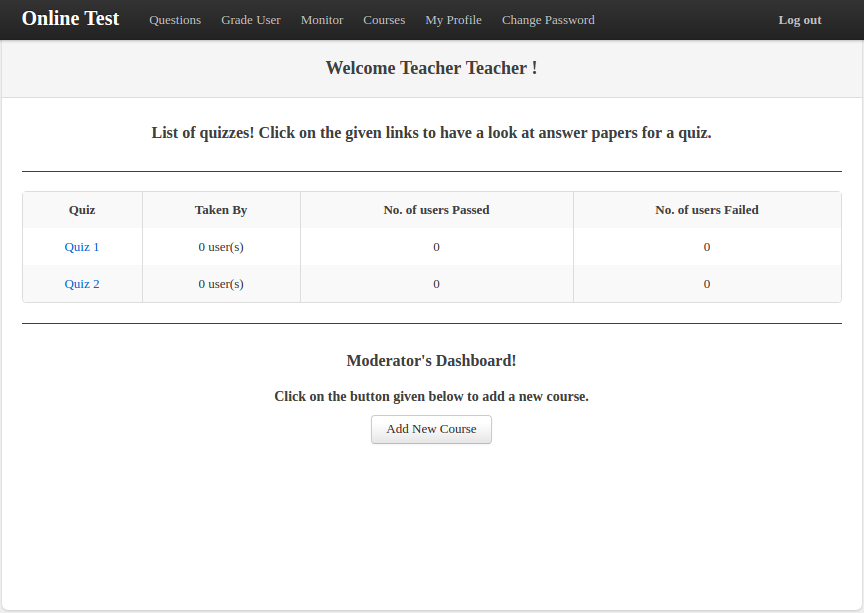 Online Test Questions Grade User Monitor Courses My Profile Change Password Log out
Welcome Teacher Teacher !
List of quizzes! Click on the given links to have a look at answer papers for a quiz.
Quiz Taken By No. of users Passed No. of users Failed
Quiz 1 0 user(s) 0 0
Quiz 2 0 user(s) 0 0
Moderator's Dashboard!
Click on the button given below to add a new course.
Add New Course